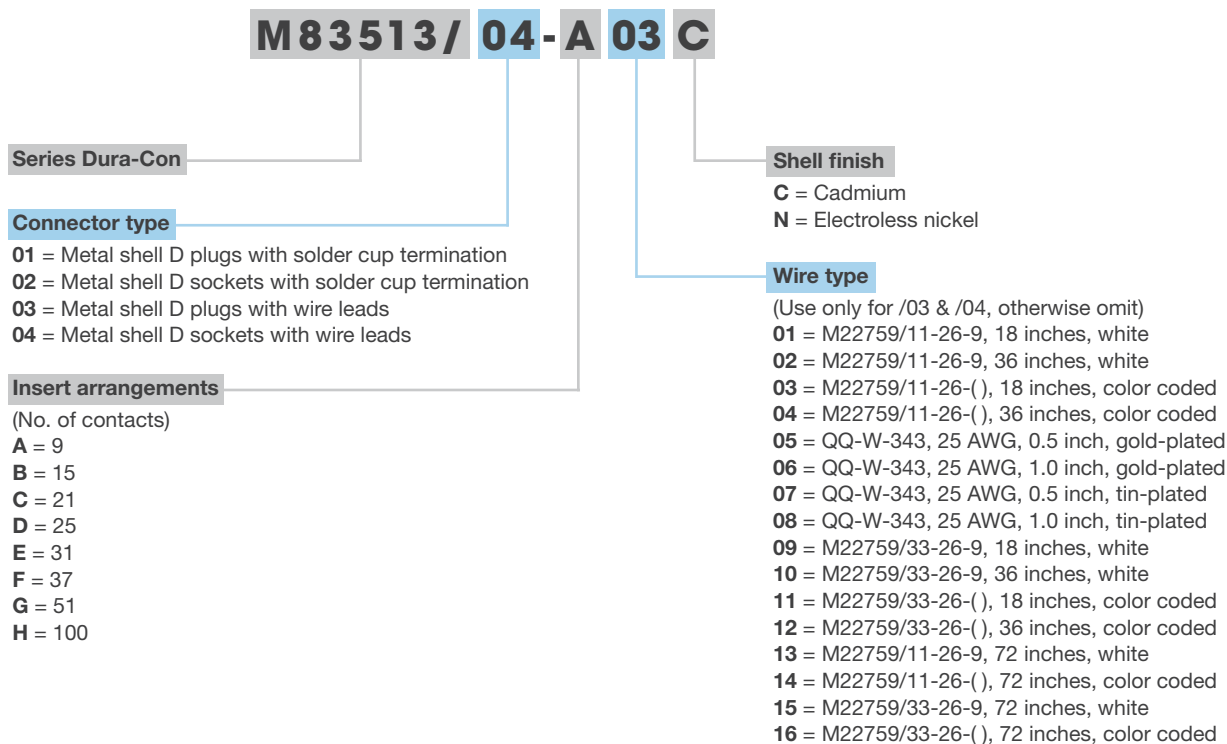 M83513/ 04-A 03 C
Series Dura-Con
Connector type
01 = Metal shell D plugs with solder cup termination
02 = Metal shell D sockets with solder cup termination
03 = Metal shell D plugs with wire leads
04 = Metal shell D sockets with wire leads
Insert arrangements
(No. of contacts)
A = 9
B = 15
C = 21
D = 25
E = 31
F = 37
G = 51
H = 100
Shell finish
C = Cadmium
N = Electroless nickel
Wire type
(Use only for /03 & /04, otherwise omit)
01 = M22759/11-26-9, 18 inches, white
02 = M22759/11-26-9, 36 inches, white
03 = M22759/11-26-( ), 18 inches, color coded
04 = M22759/11-26-( ), 36 inches, color coded
05 = QQ-W-343, 25 AWG, 0.5 inch, gold-plated
06 = QQ-W-343, 25 AWG, 1.0 inch, gold-plated
07 = QQ-W-343, 25 AWG, 0.5 inch, tin-plated
08 = QQ-W-343, 25 AWG, 1.0 inch, tin-plated
09 = M22759/33-26-9, 18 inches, white
10 = M22759/33-26-9, 36 inches, white
11 = M22759/33-26-( ), 18 inches, color coded
12 = M22759/33-26-( ), 36 inches, color coded
13 = M22759/11-26-9, 72 inches, white
14 = M22759/11-26-( ), 72 inches, color coded
15 = M22759/33-26-9, 72 inches, white
16 = M22759/33-26-( ), 72 inches, color coded